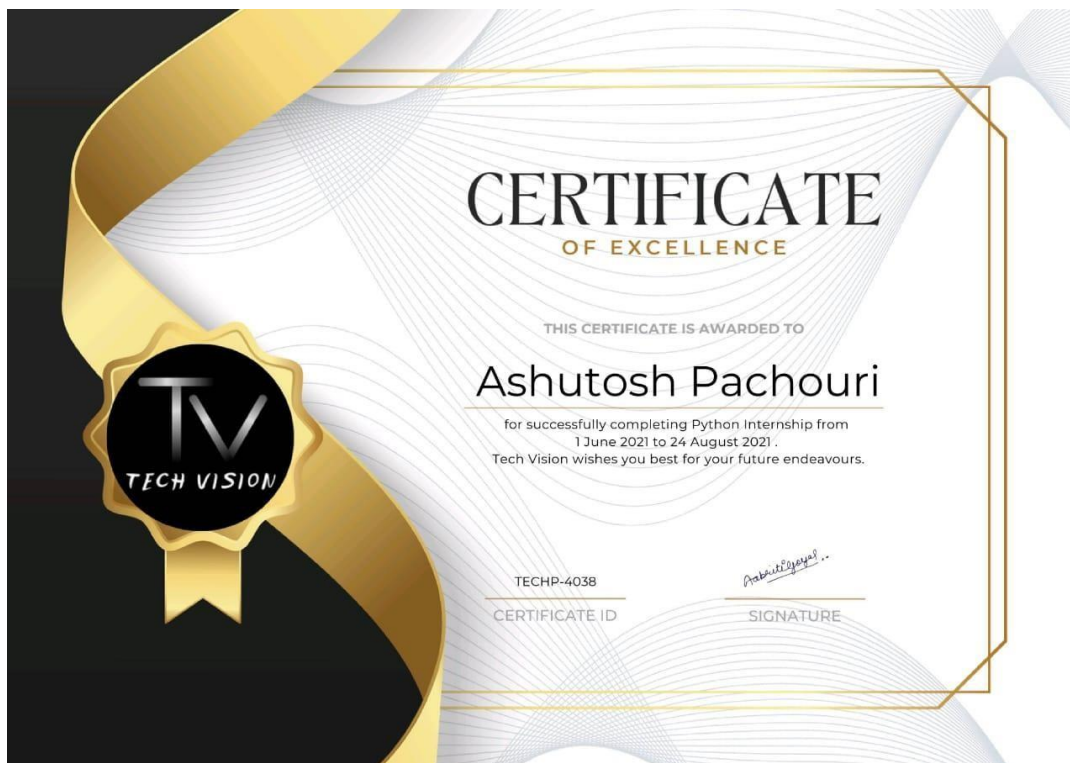 CERTIFICATE
OF EXCELLENCE
THIS CERTIFICATE IS AWARDED TO
Ashutosh Pachouri
for successfully completing Python Internship from
1 June 2021 to 24 August 2021 .
Tech Vision wishes you best for your future endeavours.
TV
TECH VISION
TECHP-4038
CERTIFICATE ID
SIGNATURE